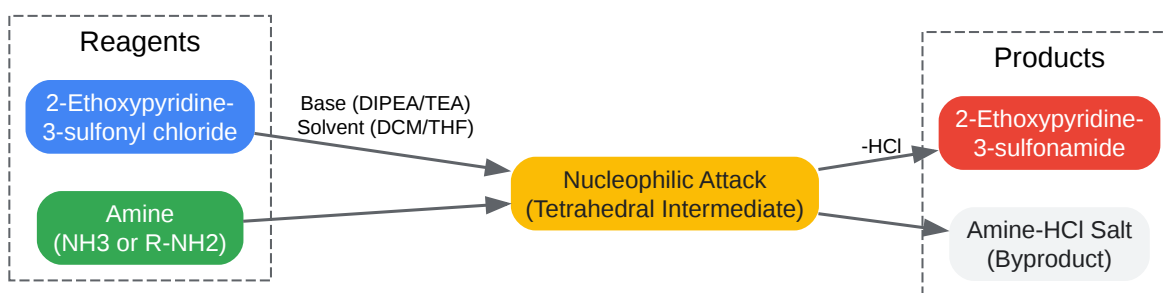 Reagents
2-Ethoxypyridine-
3-sulfonyl chloride
Amine
(NH3 or R-NH2)
Base (DIPEA/TEA)
Solvent (DCM/THF)
Nucleophilic Attack
(Tetrahedral Intermediate)
-HCl
Products
2-Ethoxypyridine-
3-sulfonamide
Amine-HCl Salt
(Byproduct)